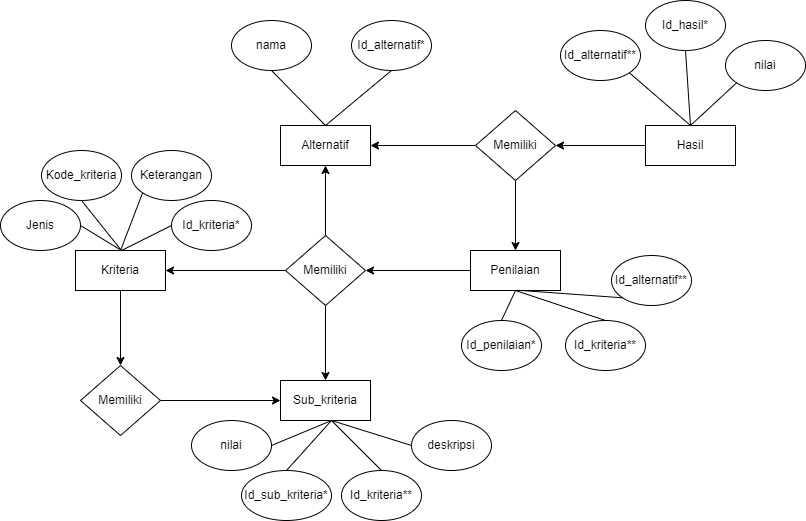 Id_hasil*
nama
Id_alternatif*
Id_alternatif**
nilai
Alternatif
Memiliki
Hasil
Kode_kriteria
Keterangan
Jenis
Id_kriteria*
Kriteria
Memiliki
Penilaian
Id_alternatif**
Id_penilaian*
Id_kriteria**
Memiliki
Sub_kriteria
nilai
deskripsi
Id_sub_kriteria*
Id_kriteria**